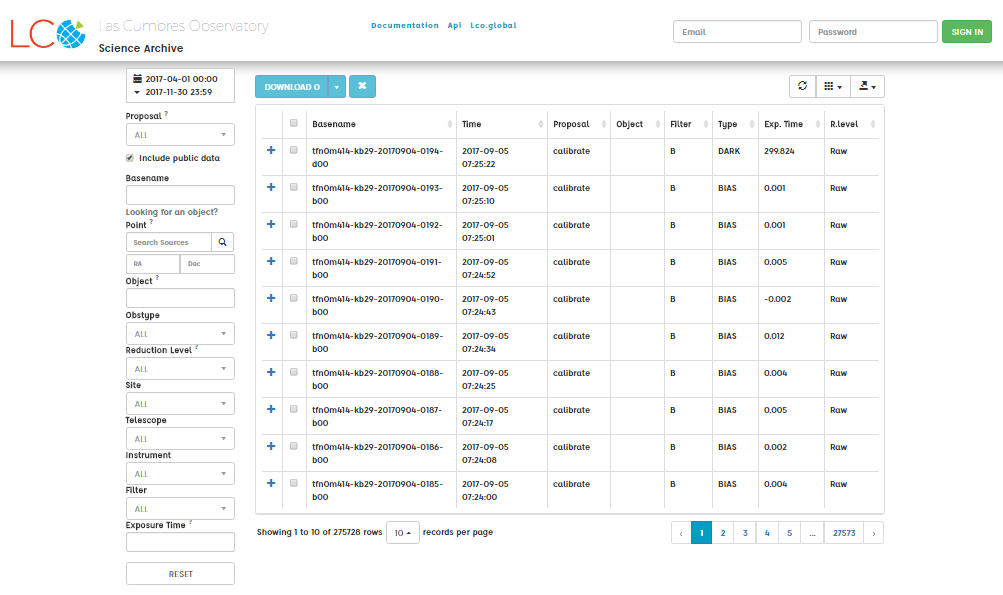 LCO Las Cumbres Observatory
Science Archive
Documentation Api Lco.global
Email Password SIGN IN
2017-04-01 00:00
2017-11-30 23:59
Proposal ?
ALL
Include public data
Basename
Looking for an object?
Point ?
Search Sources
RA Dec
Object ?
Obstype
ALL
Reduction Level ?
ALL
Site
ALL
Telescope
ALL
Instrument
ALL
Filter
ALL
Exposure Time ?
RESET
DOWNLOAD 0
Basename Time Proposal Object Filter Type Exp. Time R.level
tfn0m414-kb29-20170904-0194- 2017-09-05 calibrate B DARK 299.824 Raw
d00 07:25:22
tfn0m414-kb29-20170904-0193- 2017-09-05 calibrate B BIAS 0.001 Raw
b00 07:25:10
tfn0m414-kb29-20170904-0192- 2017-09-05 calibrate B BIAS 0.001 Raw
b00 07:25:01
tfn0m414-kb29-20170904-0191- 2017-09-05 calibrate B BIAS 0.005 Raw
b00 07:24:52
tfn0m414-kb29-20170904-0190- 2017-09-05 calibrate B BIAS -0.002 Raw
b00 07:24:43
tfn0m414-kb29-20170904-0189- 2017-09-05 calibrate B BIAS 0.012 Raw
b00 07:24:34
tfn0m414-kb29-20170904-0188- 2017-09-05 calibrate B BIAS 0.004 Raw
b00 07:24:25
tfn0m414-kb29-20170904-0187- 2017-09-05 calibrate B BIAS 0.005 Raw
b00 07:24:17
tfn0m414-kb29-20170904-0186- 2017-09-05 calibrate B BIAS 0.002 Raw
b00 07:24:08
tfn0m414-kb29-20170904-0185- 2017-09-05 calibrate B BIAS 0.004 Raw
b00 07:24:00
Showing 1 to 10 of 275728 rows 10 records per page ‹ 1 2 3 4 5 ... 27573 ›